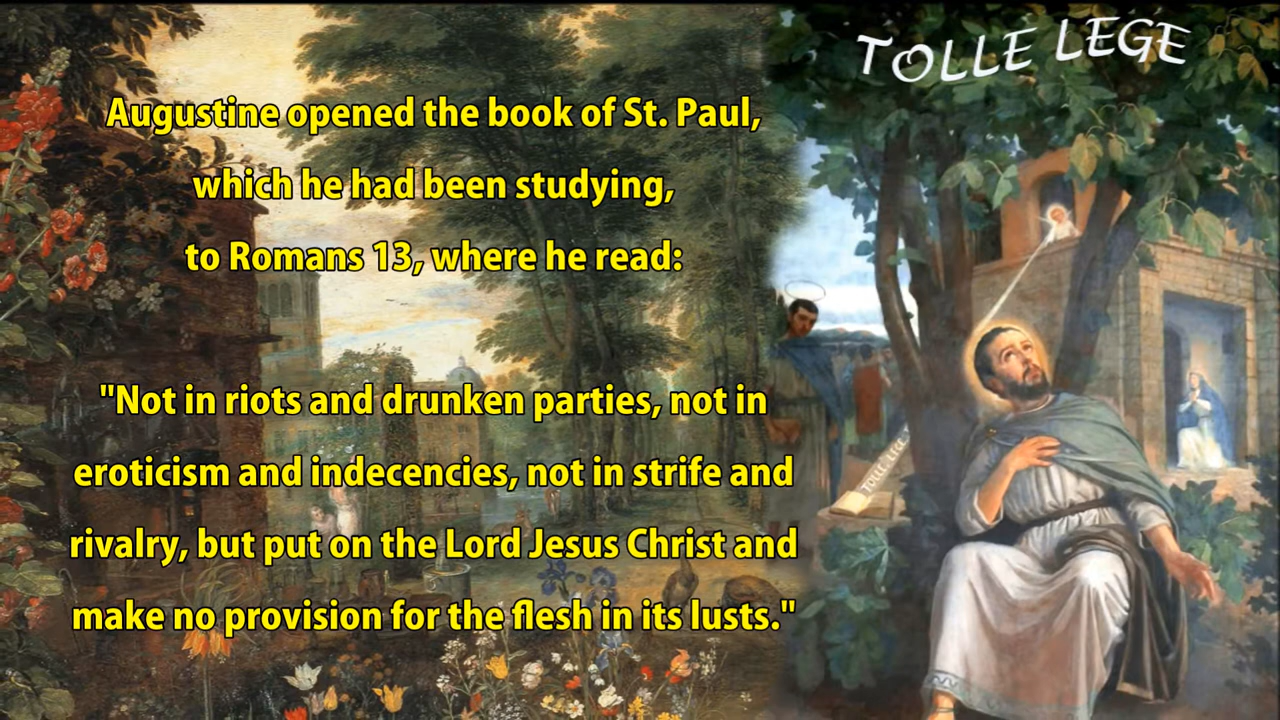 TOLLE LEGE
Augustine opened the book of St. Paul,
which he had been studying,
to Romans 13, where he read:
"Not in riots and drunken parties, not in
eroticism and indecencies, not in strife and
rivalry, but put on the Lord Jesus Christ and
make no provision for the flesh in its lusts."
TOLLE LEGE